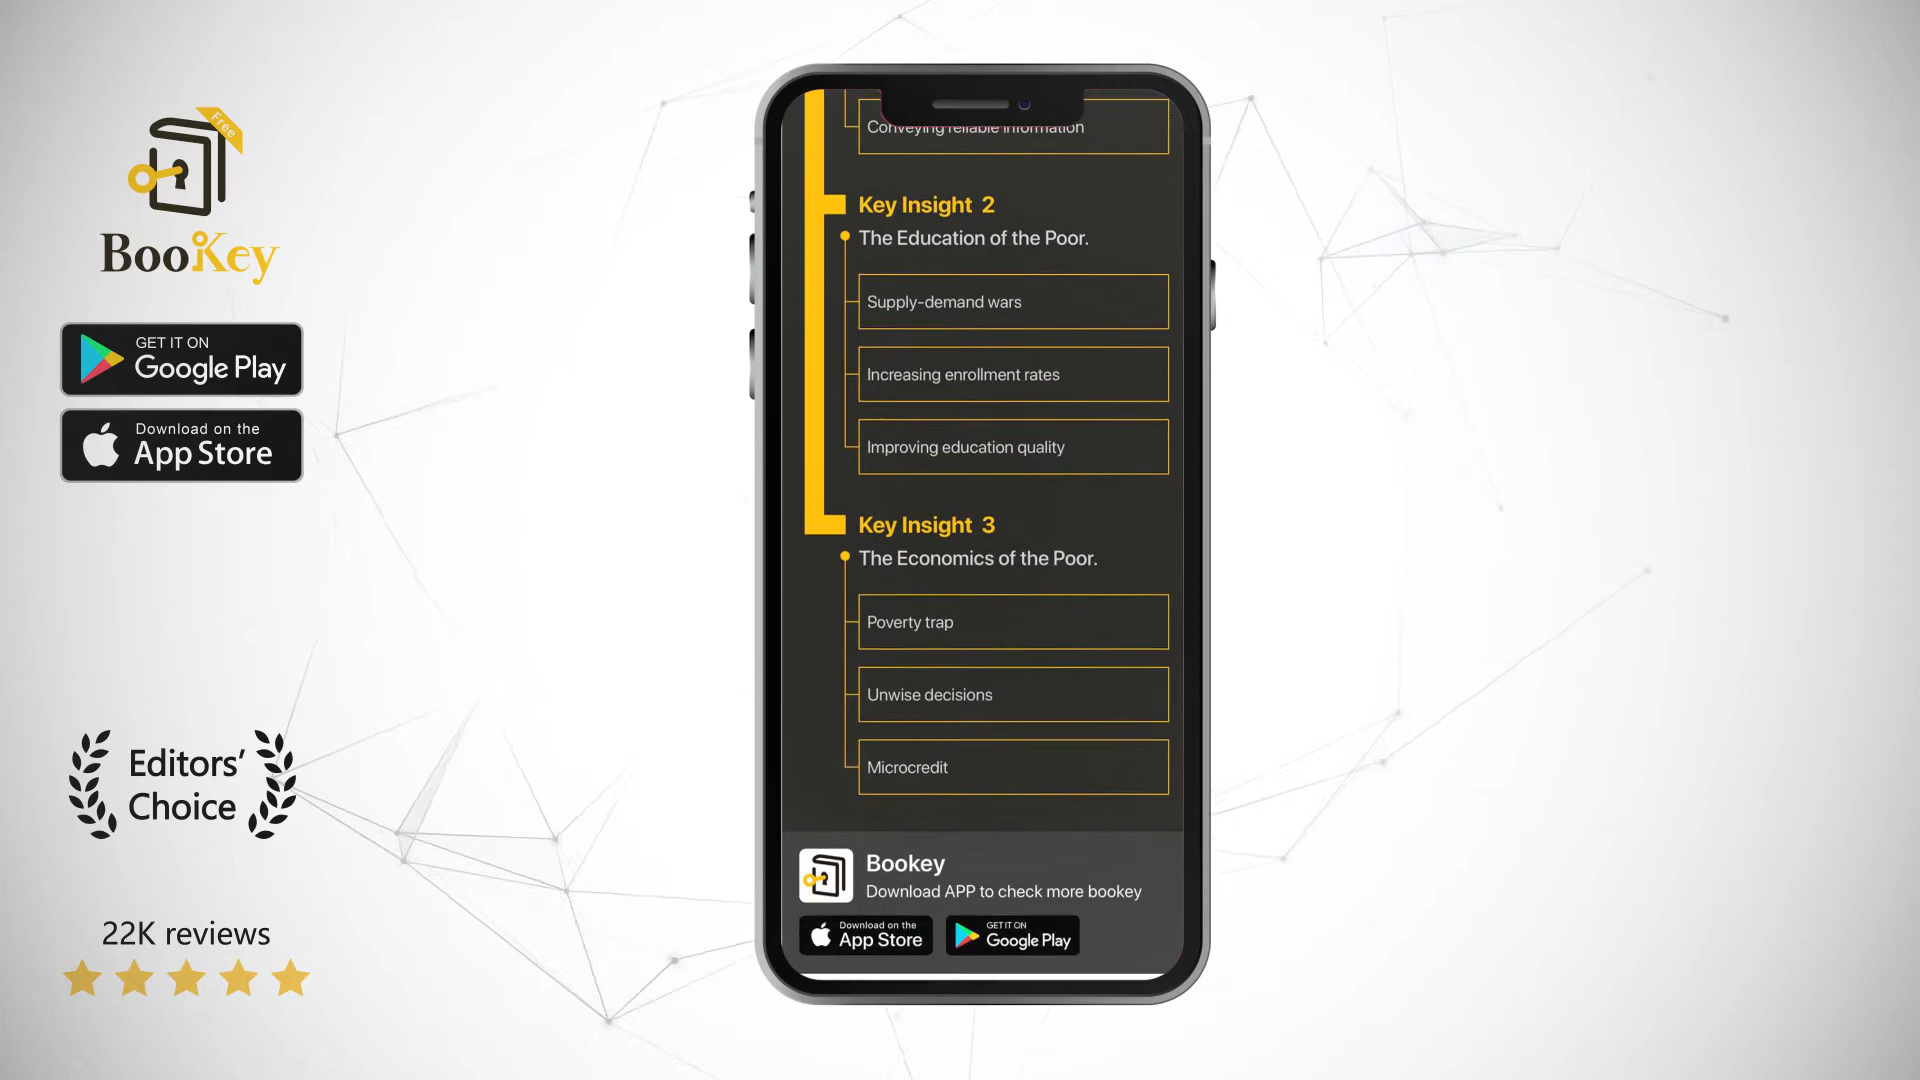 Free
BooKey
GET IT ON
Google Play
Download on the
App Store
Editors’
Choice
22K reviews
Conveying reliable information
Key Insight 2
The Education of the Poor.
Supply-demand wars
Increasing enrollment rates
Improving education quality
Key Insight 3
The Economics of the Poor.
Poverty trap
Unwise decisions
Microcredit
Bookey
Download APP to check more bookey
Download on the
App Store
GET IT ON
Google Play